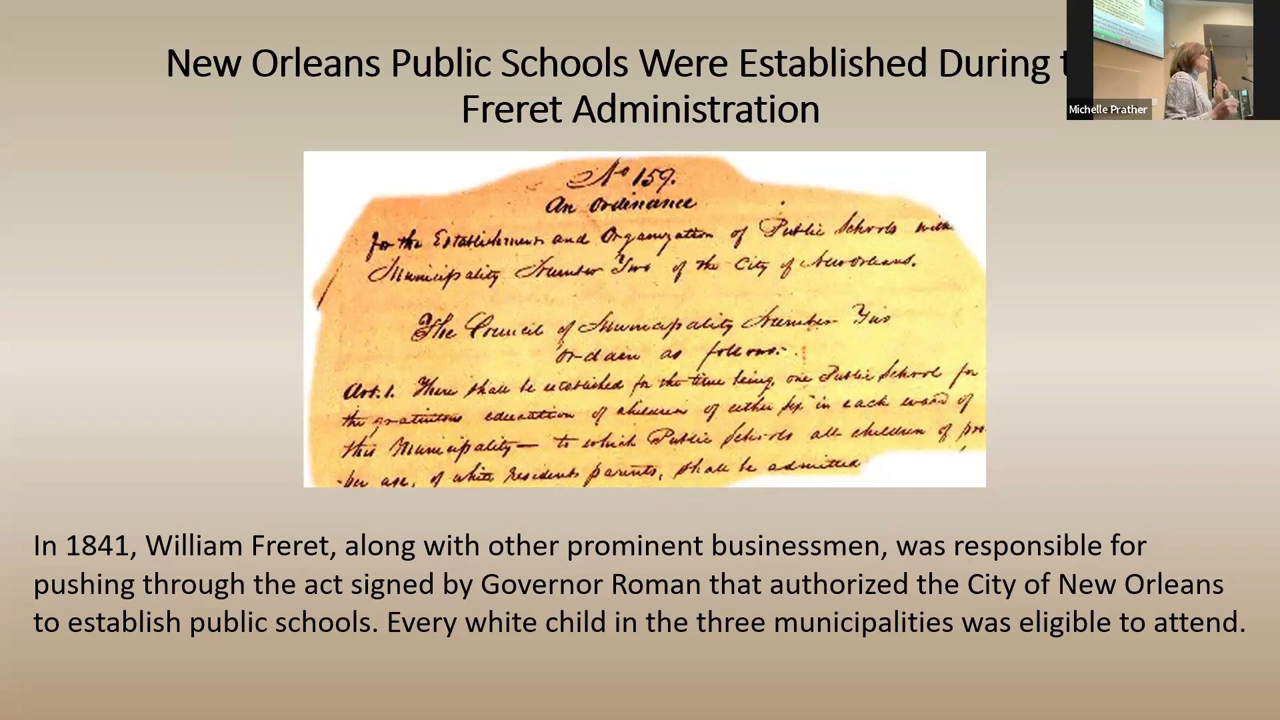 New Orleans Public Schools Were Established During t
Freret Administration
Michelle Prather
No 159.
An Ordinance
for the Establishment and Organization of Public Schools with
Municipality Number Two of the City of New Orleans.
The Council of Municipality Number Two
ordain as follows:
Art. 1. There shall be established for the time being, one Public School for
the gratuitous education of children of either sex in each ward of
this Municipality — to which Public Schools all children of pro
-per age, of white Residents parents, shall be admitted
In 1841, William Freret, along with other prominent businessmen, was responsible for
pushing through the act signed by Governor Roman that authorized the City of New Orleans
to establish public schools. Every white child in the three municipalities was eligible to attend.